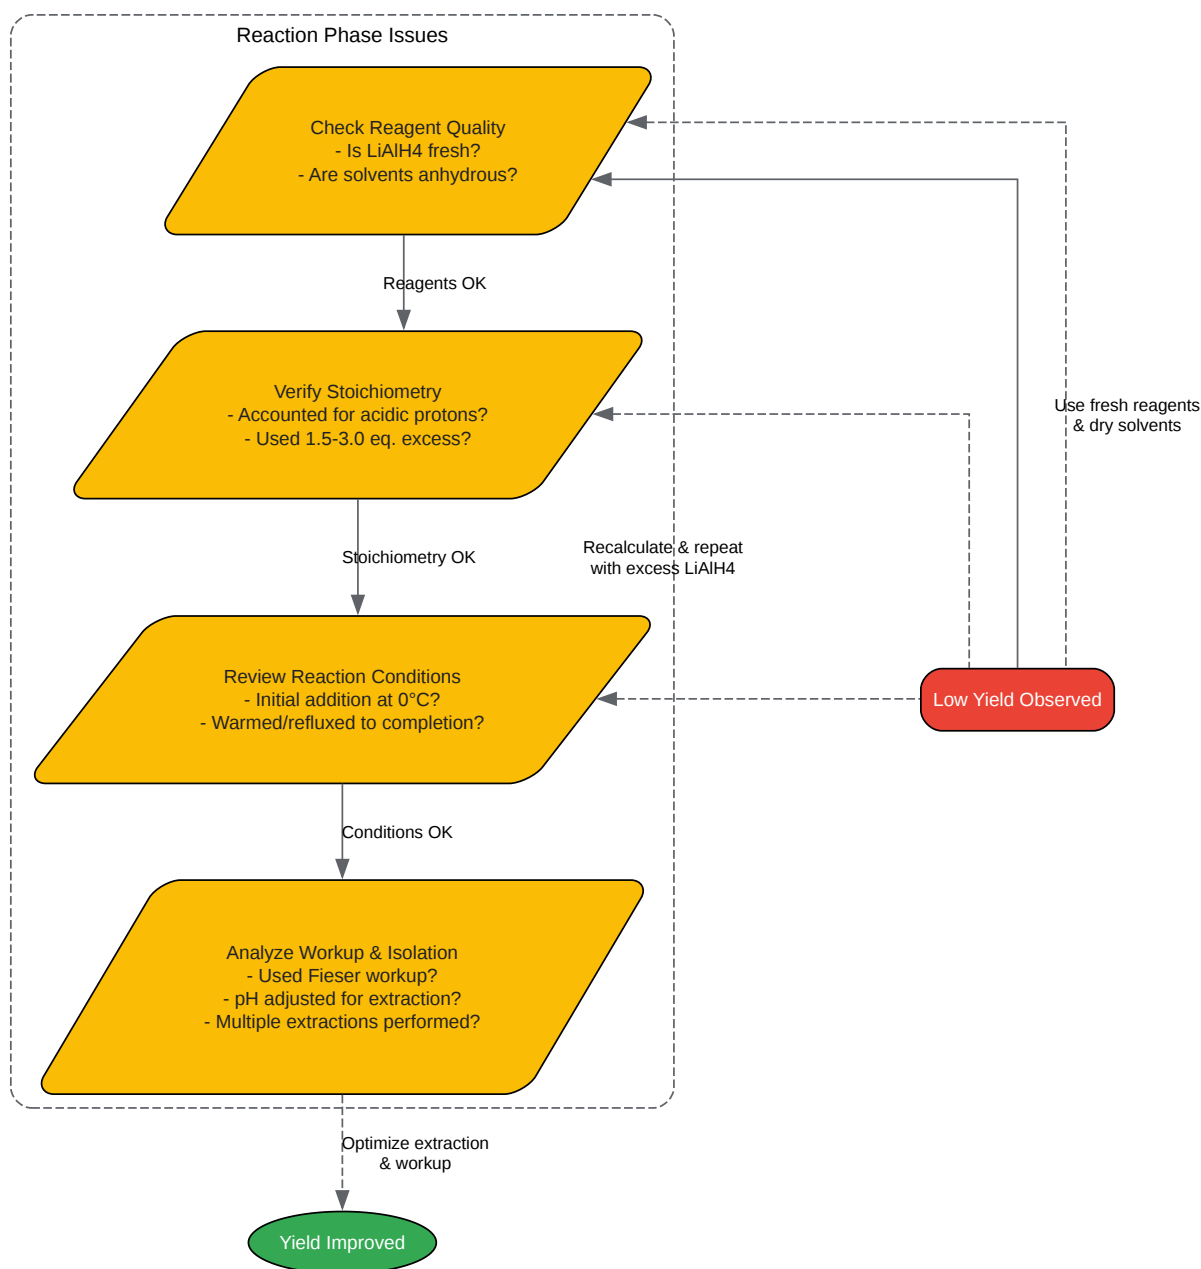 Reaction Phase Issues
Check Reagent Quality
- Is LiAlH4 fresh?
- Are solvents anhydrous?
Reagents OK
Verify Stoichiometry
- Accounted for acidic protons?
- Used 1.5-3.0 eq. excess?
Use fresh reagents
& dry solvents
Stoichiometry OK
Recalculate & repeat
with excess LiAlH4
Review Reaction Conditions
- Initial addition at 0°C?
- Warmed/refluxed to completion?
Low Yield Observed
Conditions OK
Analyze Workup & Isolation
- Used Fieser workup?
- pH adjusted for extraction?
- Multiple extractions performed?
Optimize extraction
& workup
Yield Improved